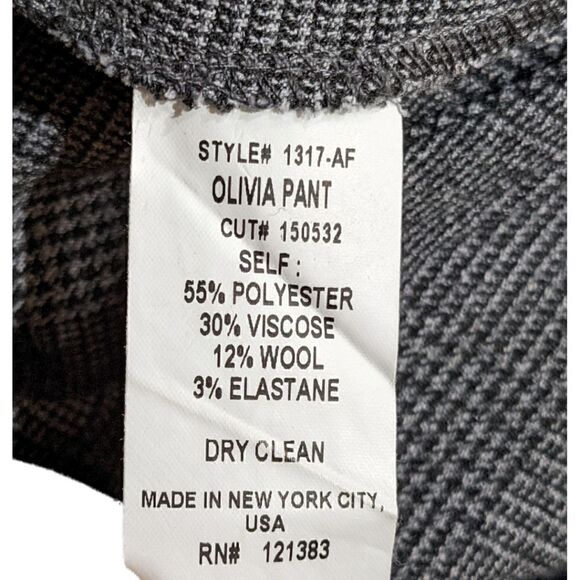 STYLE# 1317-AF
OLIVIA PANT
CUT# 150532
SELF :
55% POLYESTER
30% VISCOSE
12% WOOL
3% ELASTANE
DRY CLEAN
MADE IN NEW YORK CITY,
USA
RN# 121383